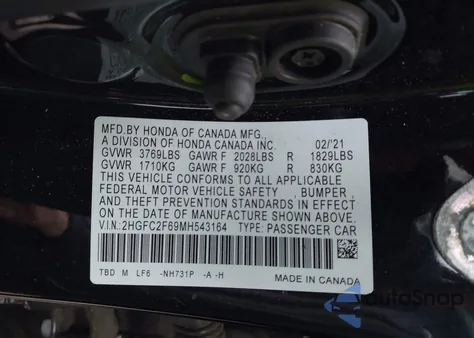 MFD.BY HONDA OF CANADA MFG.,
A DIVISION OF HONDA CANADA INC. 02/21
GVWR 3769LBS GAWR F 2028LBS R 1829LBS
GVWR 1710KG GAWR F 920KG R 830KG
THIS VEHICLE CONFORMS TO ALL APPLICABLE
FEDERAL MOTOR VEHICLE SAFETY , BUMPER
AND THEFT PREVENTION STANDARDS IN EFFECT
ON THE DATE OF MANUFACTURE SHOWN ABOVE.
V.I.N.:2HGFC2F69MH543164 TYPE: PASSENGER CAR
TBD M LF6 -NH731P -A -H
MADE IN CANADA
AutoSnap